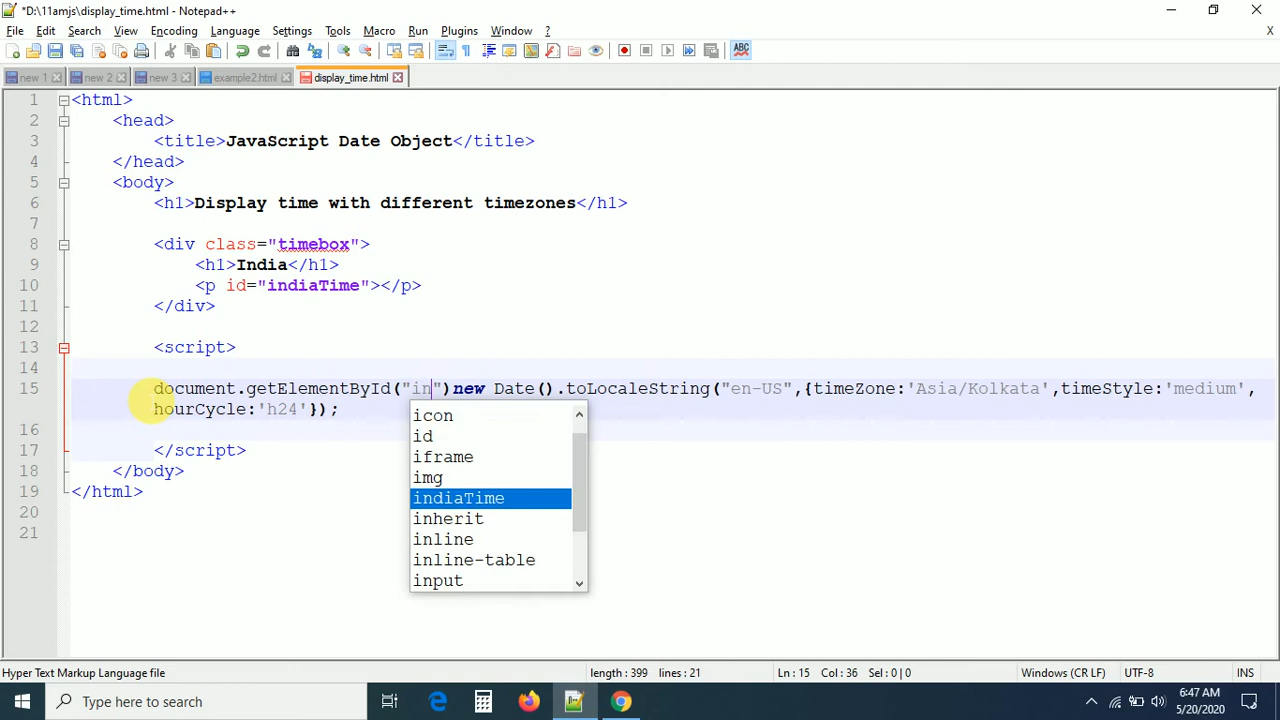 *D:\11amjs\display_time.html - Notepad++
File Edit Search View Encoding Language Settings Tools Macro Run Plugins Window ? X
ABC
new 1 new 2 new 3 example2.html display_time.html
1 <html>
2 <head>
3 <title>JavaScript Date Object</title>
4 </head>
5 <body>
6 <h1>Display time with different timezones</h1>
7
8 <div class="timebox">
9 <h1>India</h1>
10 <p id="indiaTime"></p>
11 </div>
12
13 <script>
14
15 document.getElementById("in")new Date().toLocaleString("en-US",{timeZone:'Asia/Kolkata',timeStyle:'medium',
hourCycle:'h24'});
icon
16
id
17 </script>
iframe
18 </body>
img
19 </html>
indiaTime
20
inherit
21
inline
inline-table
input
Hyper Text Markup Language file length : 399 lines : 21 Ln : 15 Col : 36 Sel : 0 | 0 Windows (CR LF) UTF-8 INS
Type here to search
6:47 AM
5/20/2020